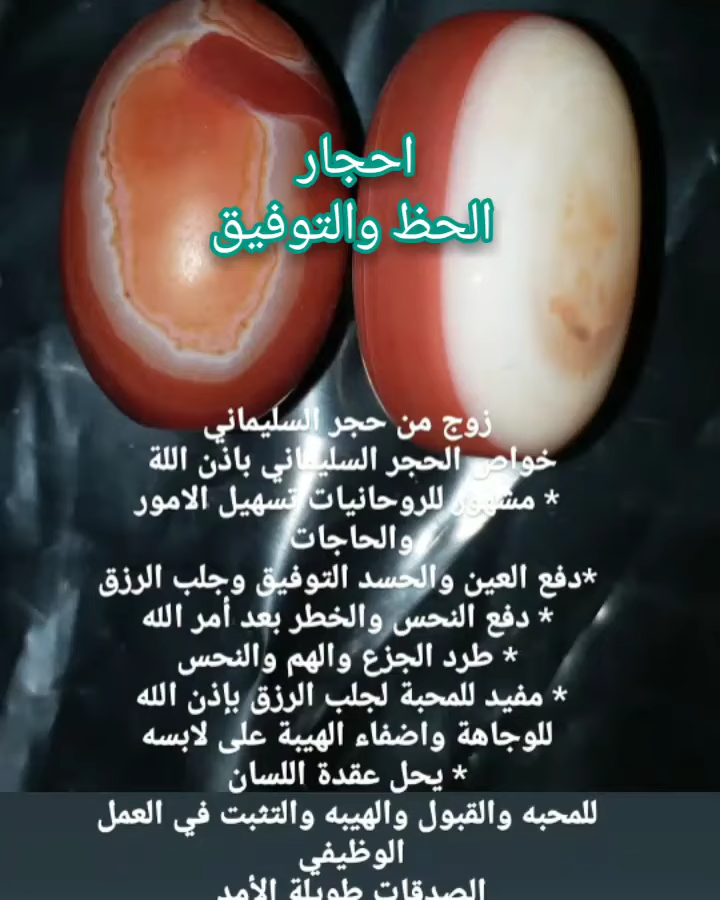 احجار
الحظ والتوفيق
زوج من حجر السليماني
خواص الحجر السليماني باذن اللة
* مشهور للروحانيات تسهيل الامور
والحاجات
*دفع العين والحسد التوفيق وجلب الرزق
* دفع النحس والخطر بعد أمر الله
* طرد الجزع والهم والنحس
* مفيد للمحبة لجلب الرزق بإذن الله
للوجاهة واضفاء الهيبة على لابسه
* يحل عقدة اللسان
للمحبه والقبول والهيبه والتثبت في العمل
الوظيفي
الصدقات طويلة الأمد